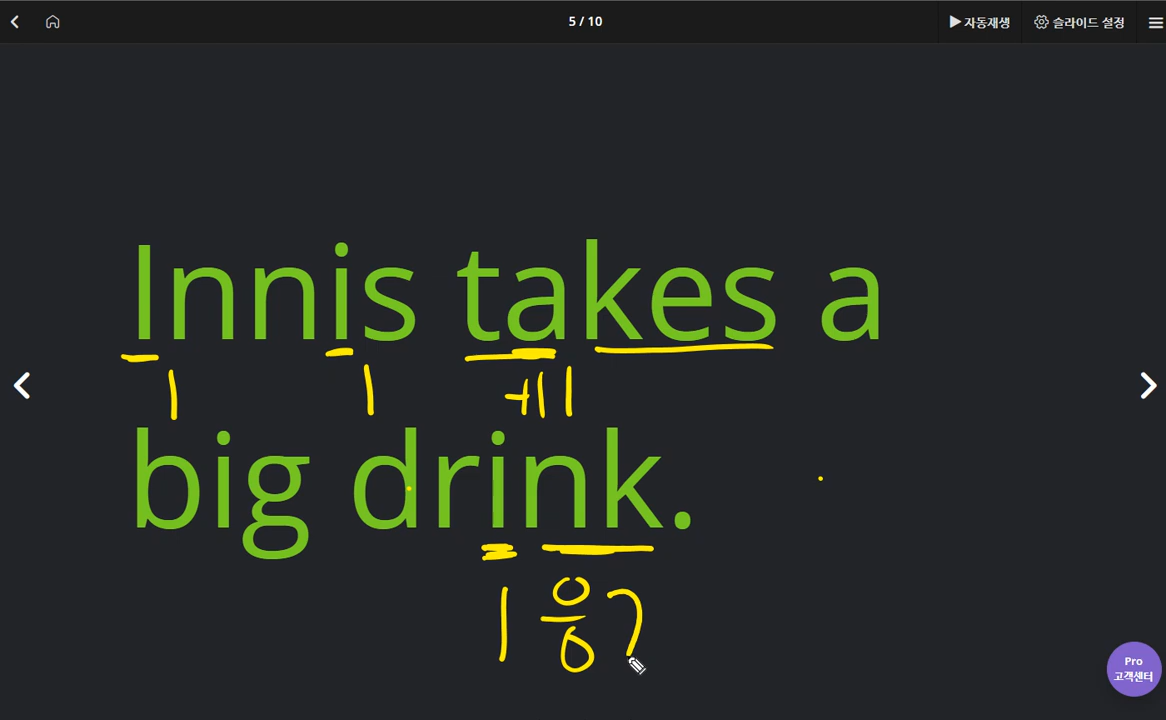 5 / 10
▶ 자동재생
슬라이드 설정
Innis takes a
ㅣ ㅣ ㅔㅣ
big drink.
ㅣ 응ㄱ
Pro
고객센터